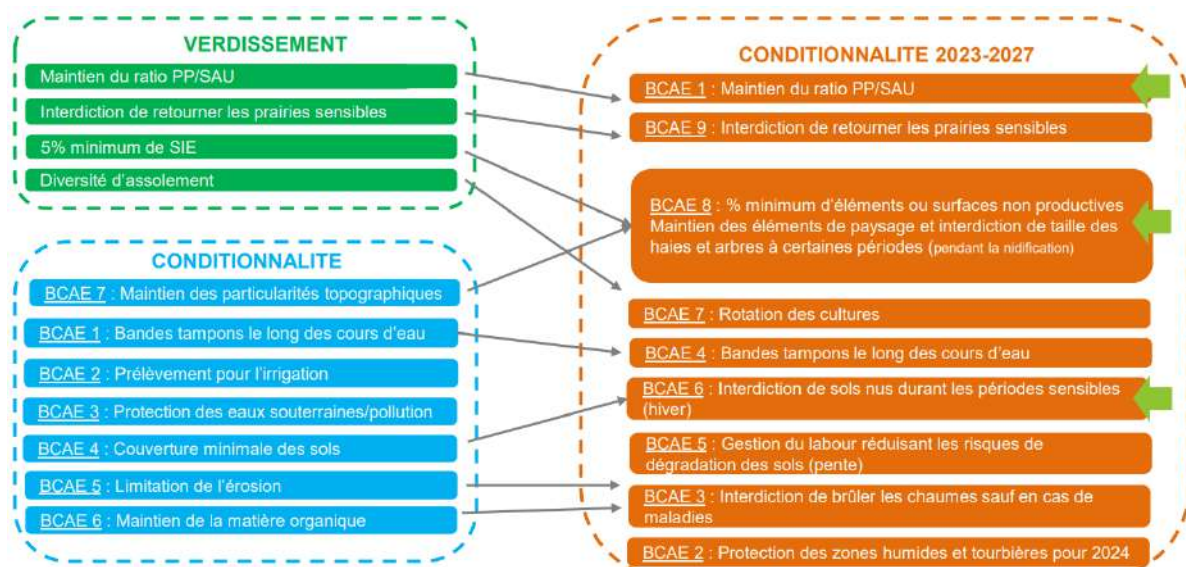 VERDISSEMENT
Maintien du ratio PP/SAU
Interdiction de retourner les prairies sensibles
5% minimum de SIE
Diversité d'assolement
CONDITIONNALITE
BCAE 7 : Maintien des particularités topographiques
BCAE 1 : Bandes tampons le long des cours d'eau
BCAE 2 : Prélèvement pour l'irrigation
BCAE 3 : Protection des eaux souterraines/pollution
BCAE 4 : Couverture minimale des sols
BCAE 5 : Limitation de l'érosion
BCAE 6 : Maintien de la matière organique
CONDITIONNALITE 2023-2027
BCAE 1 : Maintien du ratio PP/SAU
BCAE 9 : Interdiction de retourner les prairies sensibles
BCAE 8 : % minimum d'éléments ou surfaces non productives
Maintien des éléments de paysage et interdiction de taille des
haies et arbres à certaines périodes (pendant la nidification)
BCAE 7 : Rotation des cultures
BCAE 4 : Bandes tampons le long des cours d'eau
BCAE 6 : Interdiction de sols nus durant les périodes sensibles
(hiver)
BCAE 5 : Gestion du labour réduisant les risques de
dégradation des sols (pente)
BCAE 3 : Interdiction de brûler les chaumes sauf en cas de
maladies
BCAE 2 : Protection des zones humides et tourbières pour 2024